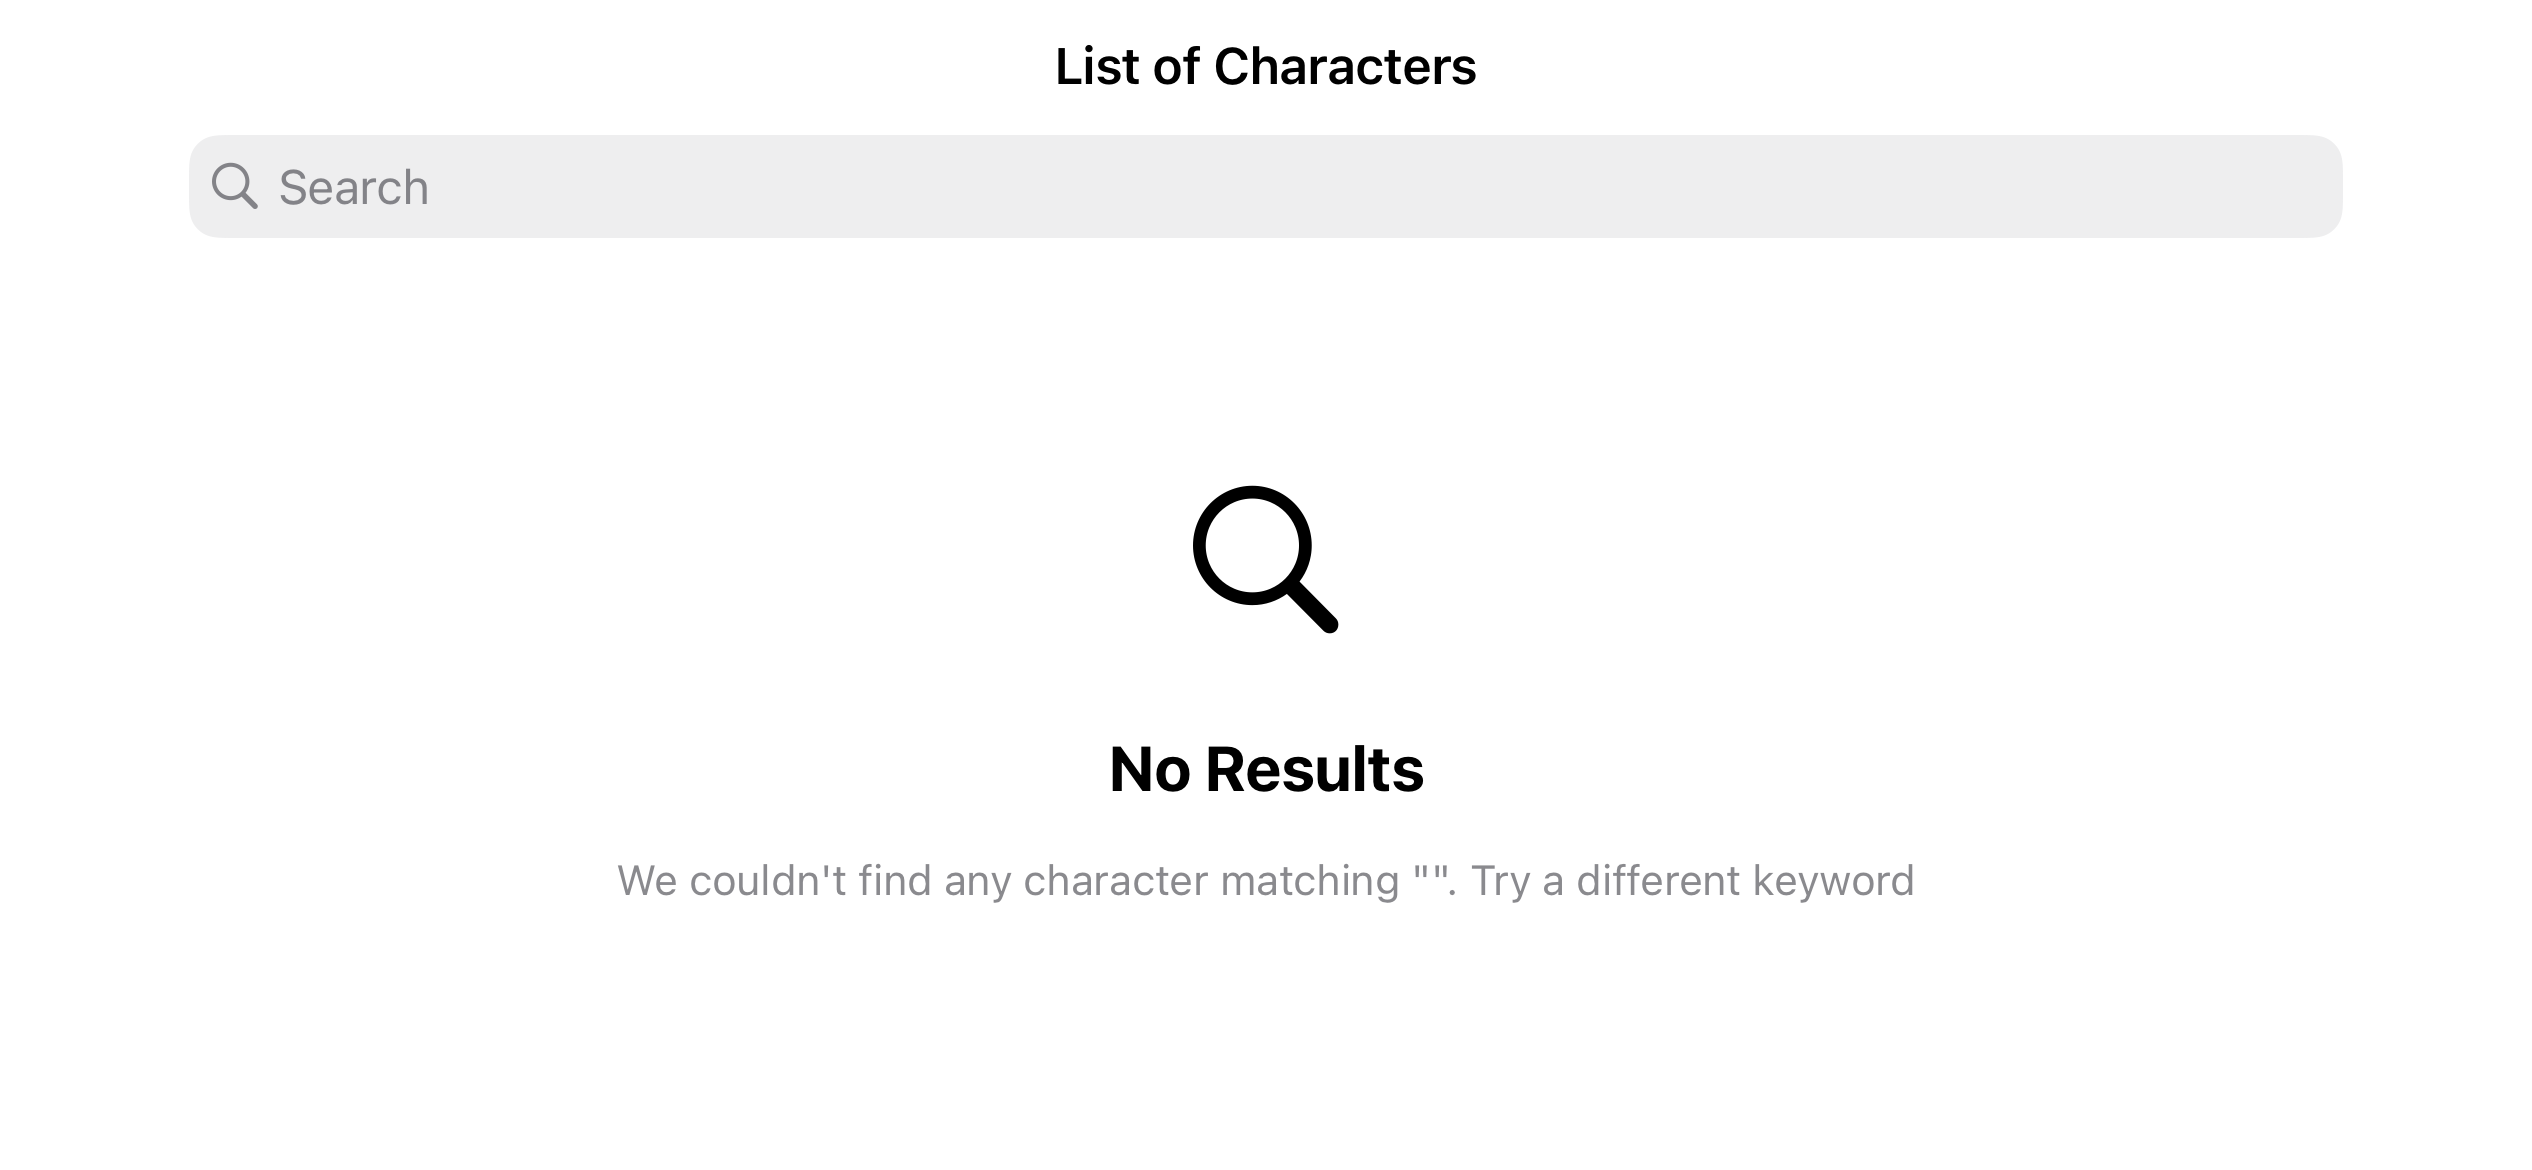 List of Characters
Search
No Results
We couldn't find any character matching "". Try a different keyword